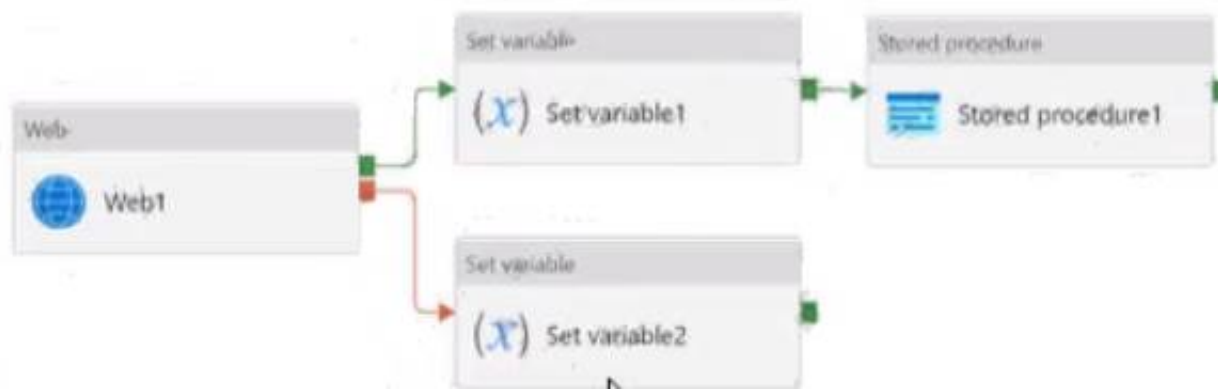 Set variable
(x) Set variable1
Stored procedure
Stored procedure1
Web
Web1
Set variable
(x) Set variable2